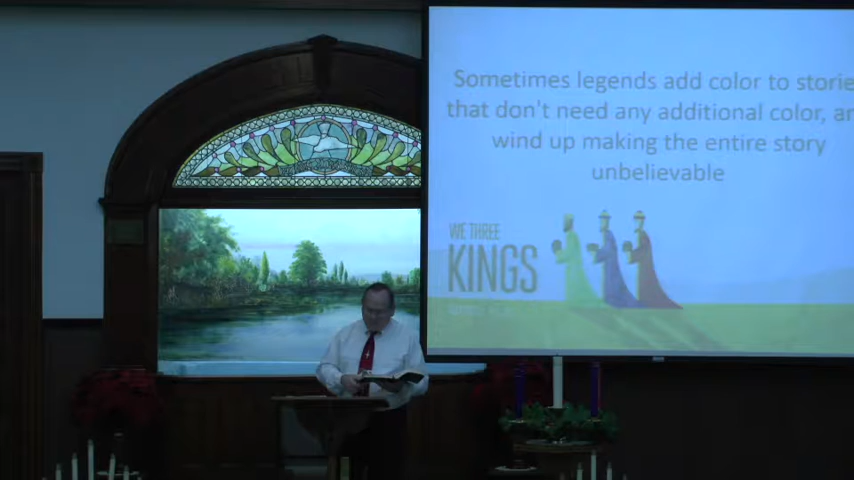 Sometimes legends add color to storie
that don't need any additional color, an
wind up making the entire story
unbelievable
WE THREE
KINGS